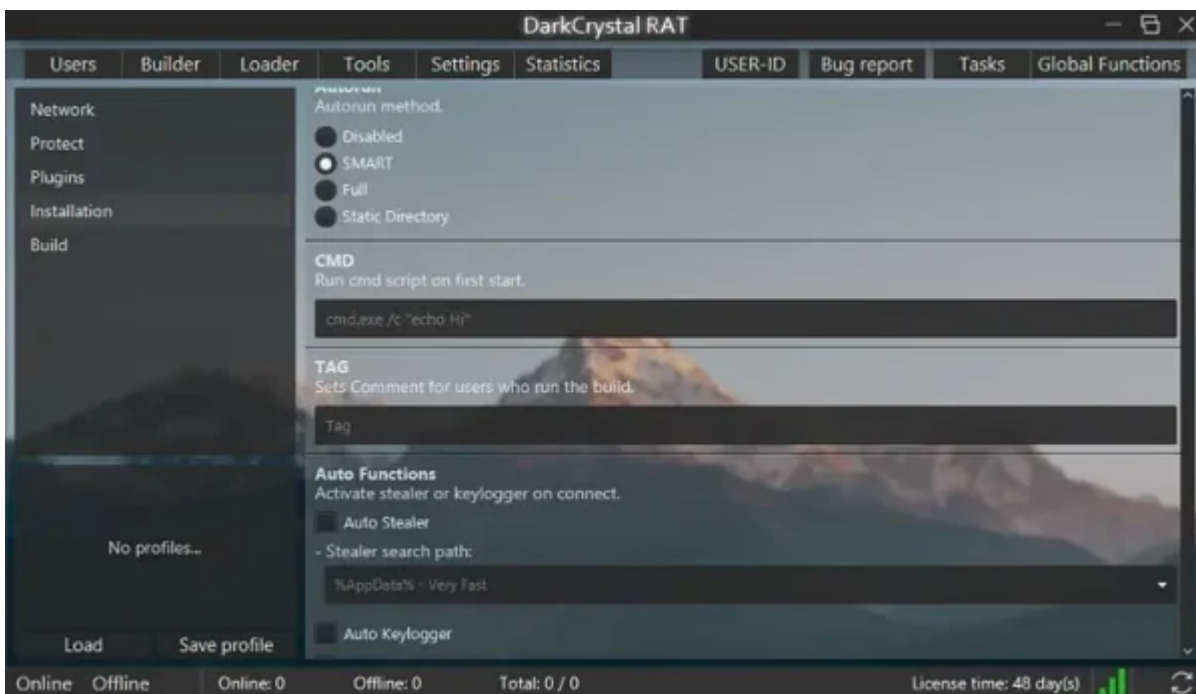 DarkCrystal RAT
Users Builder Loader Tools Settings Statistics USER-ID Bug report Tasks Global Functions
Network
Protect
Plugins
Installation
Build
No profiles...
Load Save profile
Autorun
Autorun method.
Disabled
SMART
Full
Static Directory
CMD
Run cmd script on first start.
cmd.exe /c "echo Hi"
TAG
Sets Comment for users who run the build.
Tag
Auto Functions
Activate stealer or keylogger on connect.
Auto Stealer
- Stealer search path:
%AppData% - Very Fast
Auto Keylogger
Online Offline Online: 0 Offline: 0 Total: 0 / 0 License time: 48 day(s)